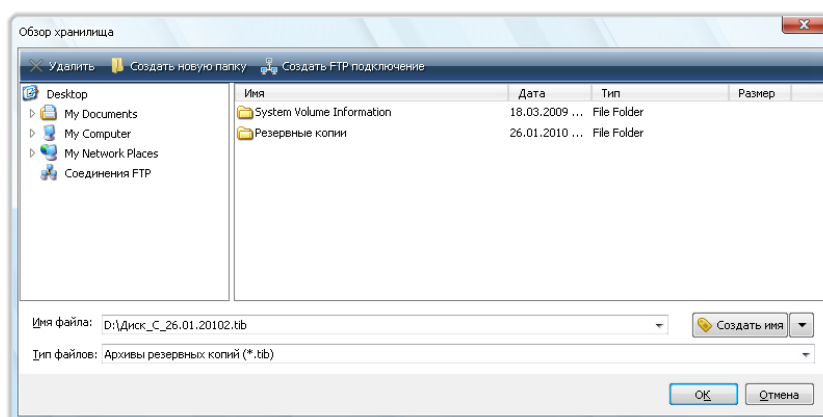 Обзор хранилища
Удалить Создать новую папку Создать FTP подключение
Desktop
My Documents
My Computer
My Network Places
Соединения FTP
Имя Дата Тип Размер
System Volume Information 18.03.2009 ... File Folder
Резервные копии 26.01.2010 ... File Folder
Имя файла: D:\Диск_C_26.01.20102.tib Создать имя
Тип файлов: Архивы резервных копий (*.tib)
OK Отмена